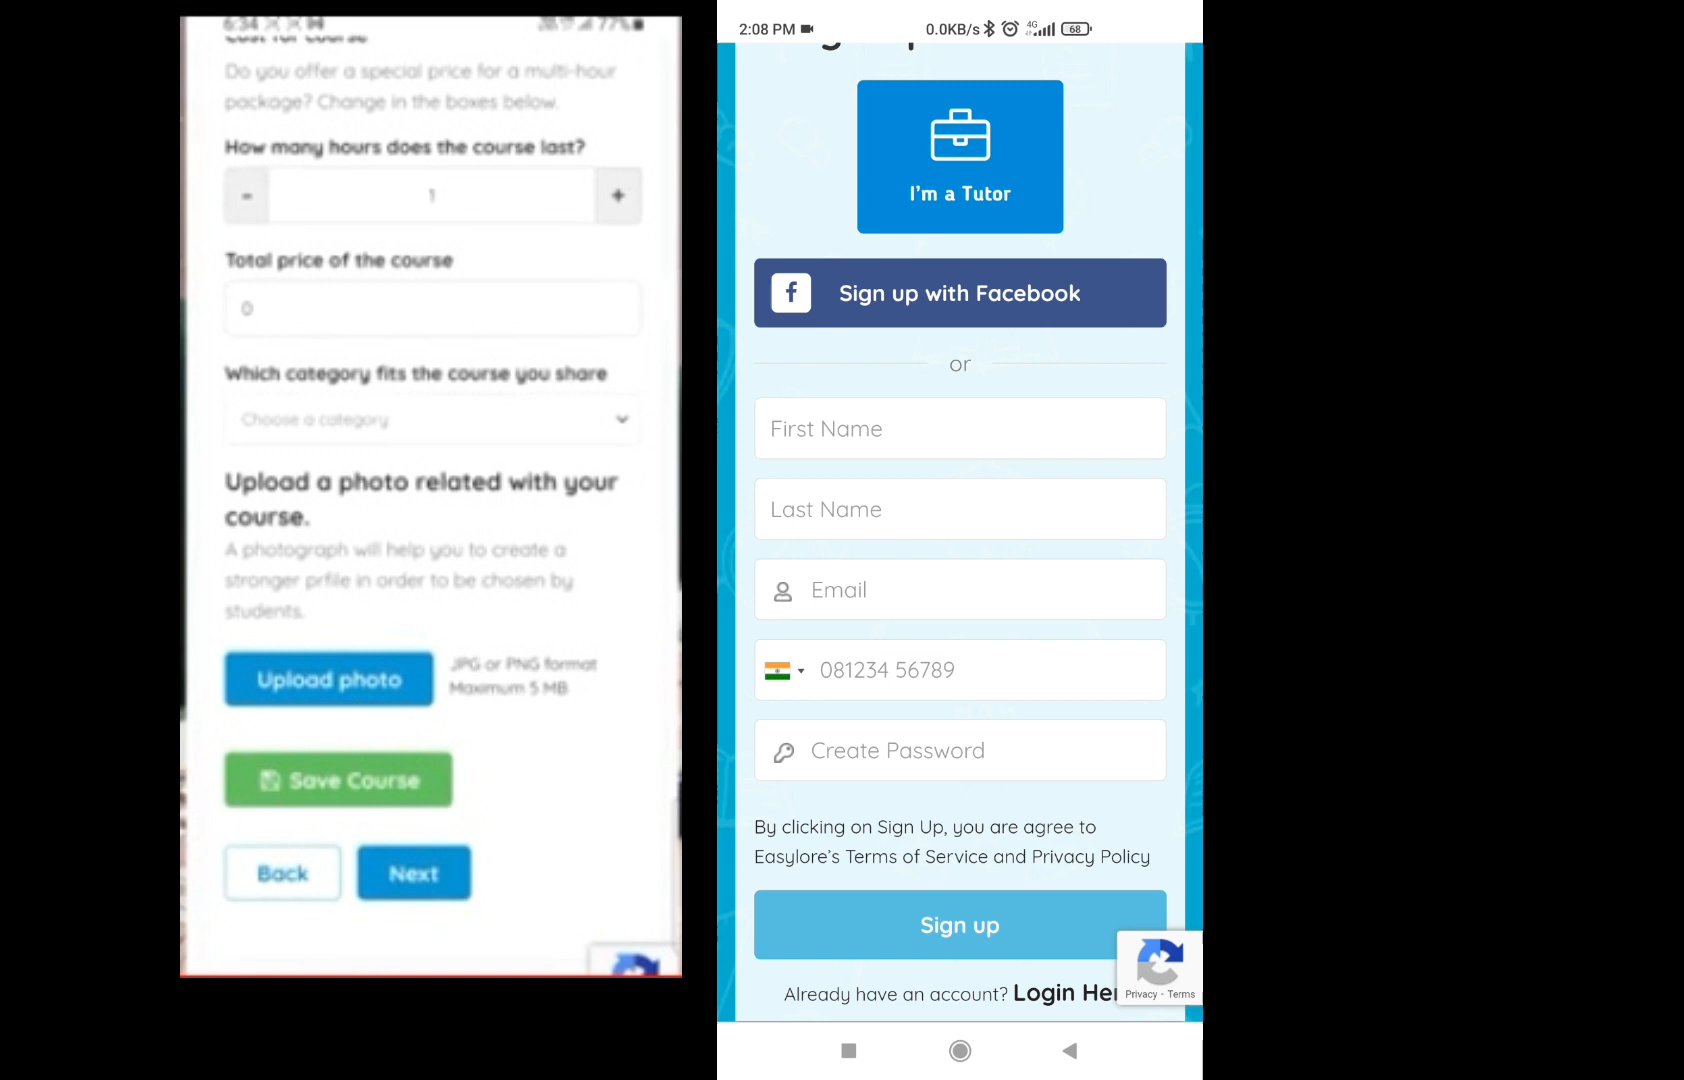 6:34
77%
Do you offer a special price for a multi-hour
package? Change in the boxes below.
How many hours does the course last?
- 1 +
Total price of the course
0
Which category fits the course you share
Choose a category
Upload a photo related with your
course.
A photograph will help you to create a
stronger prfile in order to be chosen by
students.
Upload photo
JPG or PNG format
Maximum 5 MB
Save Course
Back
Next
2:08 PM
0.0KB/s
4G
68
I'm a Tutor
f
Sign up with Facebook
or
First Name
Last Name
Email
081234 56789
Create Password
By clicking on Sign Up, you are agree to
Easylore's Terms of Service and Privacy Policy
Sign up
Already have an account? Login Her
Privacy - Terms